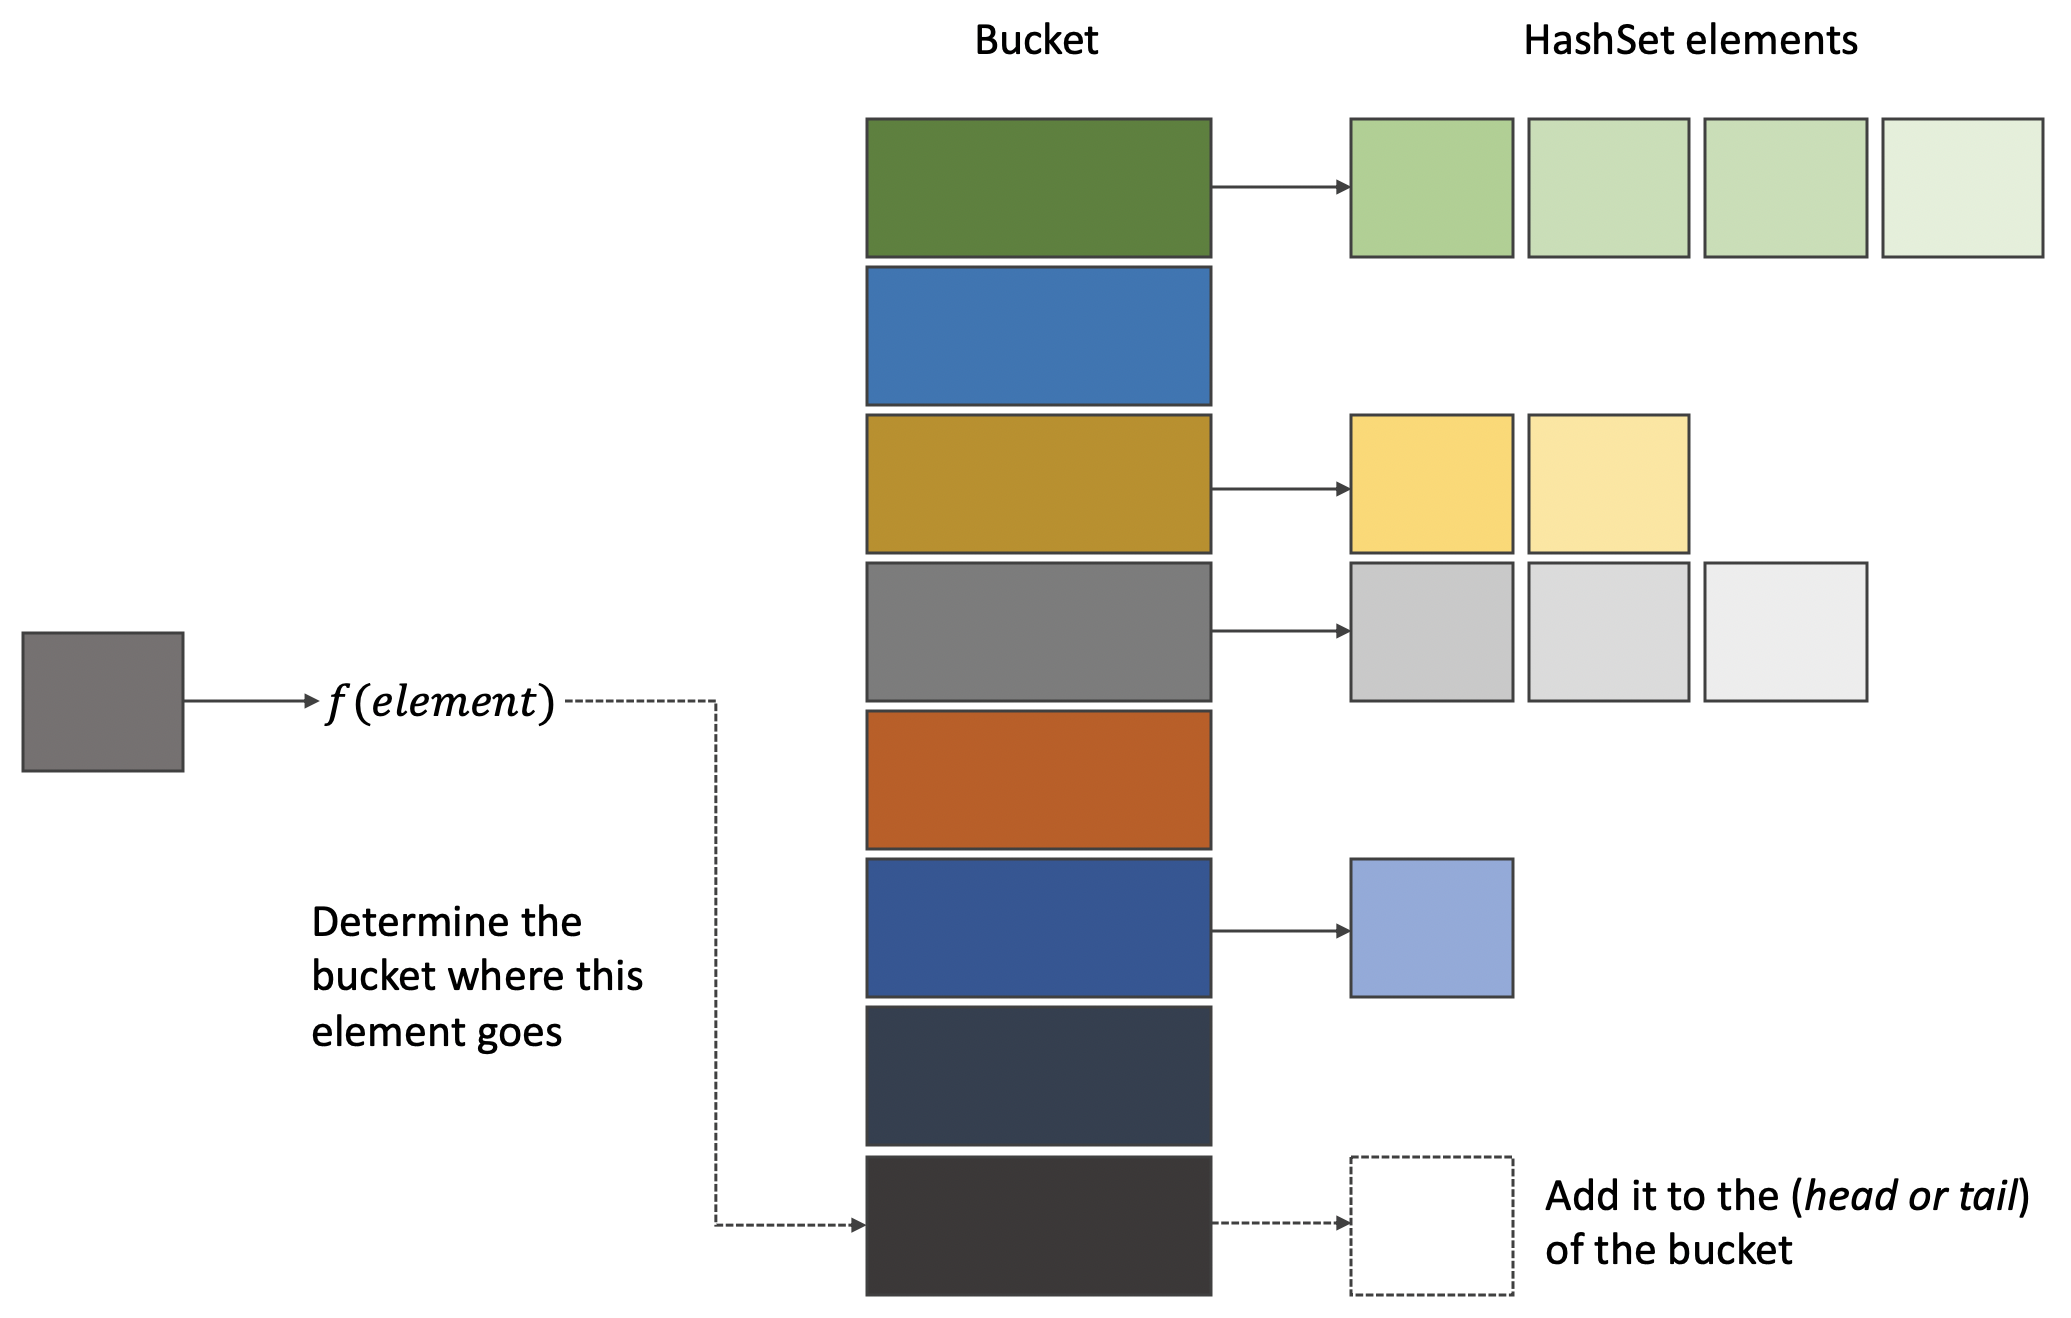 Bucket
HashSet elements
f(element)
Determine the
bucket where this
element goes
Add it to the (head or tail)
of the bucket